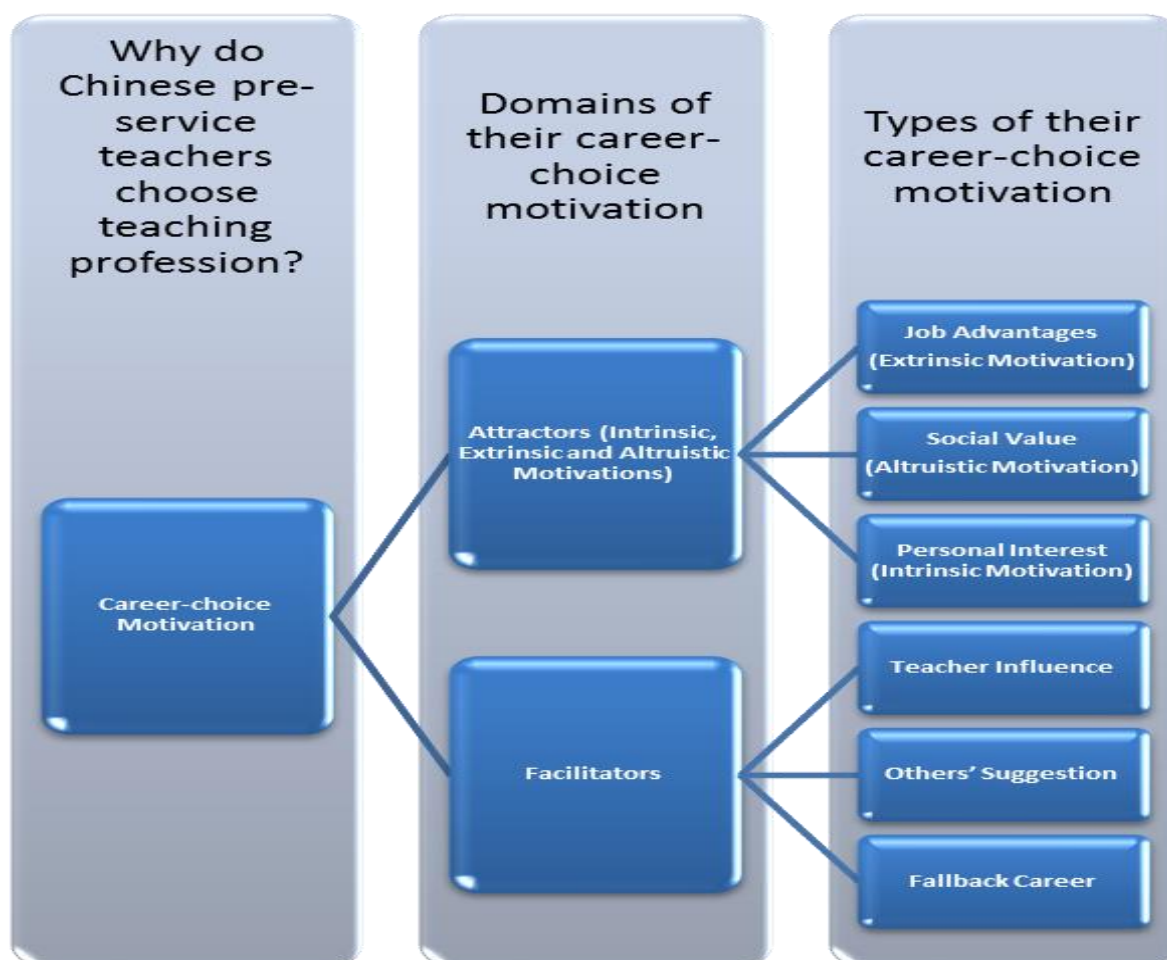 Why do
Chinese pre-
service
teachers
choose
teaching
profession?
Career-choice
Motivation
Domains of
their career-
choice
motivation
Attractors (Intrinsic,
Extrinsic and Altruistic
Motivations)
Facilitators
Types of their
career-choice
motivation
Job Advantages
(Extrinsic Motivation)
Social Value
(Altruistic Motivation)
Personal Interest
(Intrinsic Motivation)
Teacher Influence
Others’ Suggestion
Fallback Career